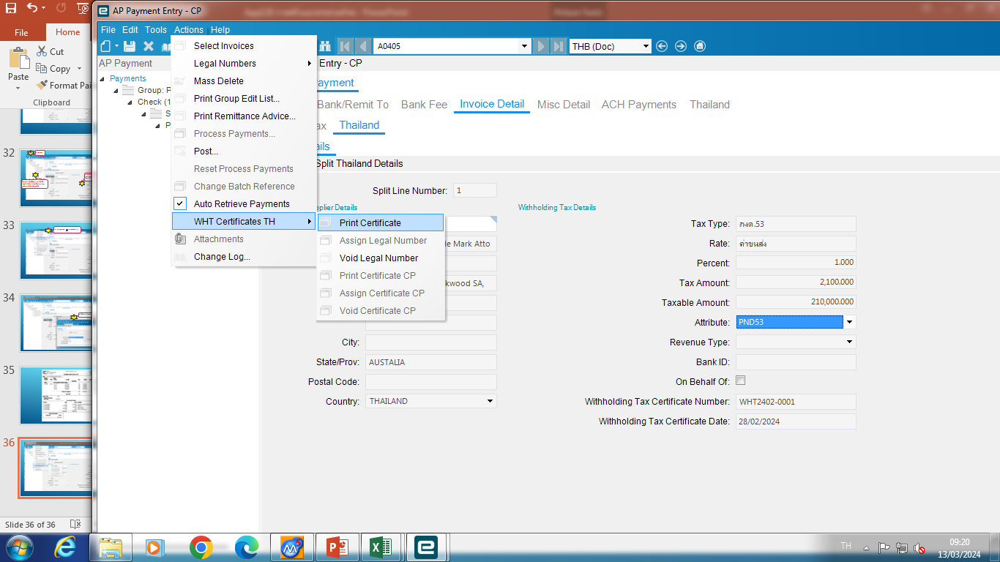 AP Payment Entry - CP
File
Home
File Edit Tools Actions Help
A0405
THB (Doc)
Cut
Copy
Paste
Format Pai
Clipboard
AP Payment
Entry - CP
Payments
Group: P
Check (1
S
P
Select Invoices
Legal Numbers
Mass Delete
Print Group Edit List...
Print Remittance Advice...
Process Payments...
Post...
Reset Process Payments
Change Batch Reference
Auto Retrieve Payments
WHT Certificates TH
Attachments
Change Log...
Print Certificate
Assign Legal Number
Void Legal Number
Print Certificate CP
Assign Certificate CP
Void Certificate CP
ayment
Bank/Remit To Bank Fee Invoice Detail Misc Detail ACH Payments Thailand
ax Thailand
ails
Split Thailand Details
Split Line Number: 1
plier Details
le Mark Atto
kwood SA,
City:
State/Prov: AUSTALIA
Postal Code:
Country: THAILAND
Withholding Tax Details
Tax Type: ภงด.53
Rate: ค่าขนส่ง
Percent: 1.000
Tax Amount: 2,100.000
Taxable Amount: 210,000.000
Attribute: PND53
Revenue Type:
Bank ID:
On Behalf Of:
Withholding Tax Certificate Number: WHT2402-0001
Withholding Tax Certificate Date: 28/02/2024
32
33
34
35
36
Slide 36 of 36
TH
09:20
13/03/2024